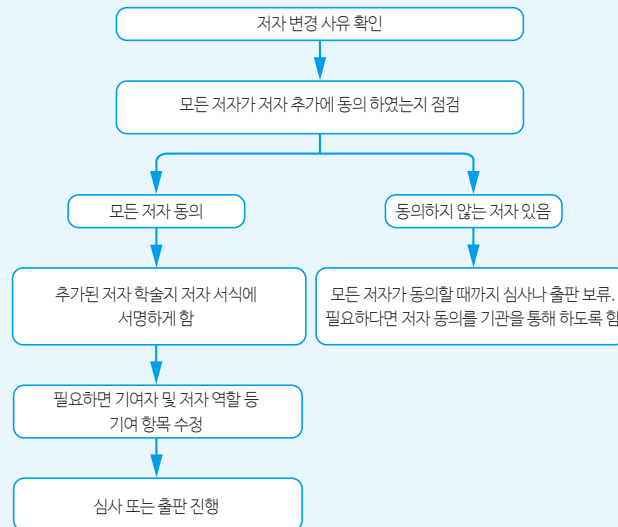 저자 변경 사유 확인
모든 저자가 저자 추가에 동의 하였는지 점검
모든 저자 동의
동의하지 않는 저자 있음
추가된 저자 학술지 저자 서식에
서명하게 함
모든 저자가 동의할 때까지 심사나 출판 보류.
필요하다면 저자 동의를 기관을 통해 하도록 함
필요하면 기여자 및 저자 역할 등
기여 항목 수정
심사 또는 출판 진행